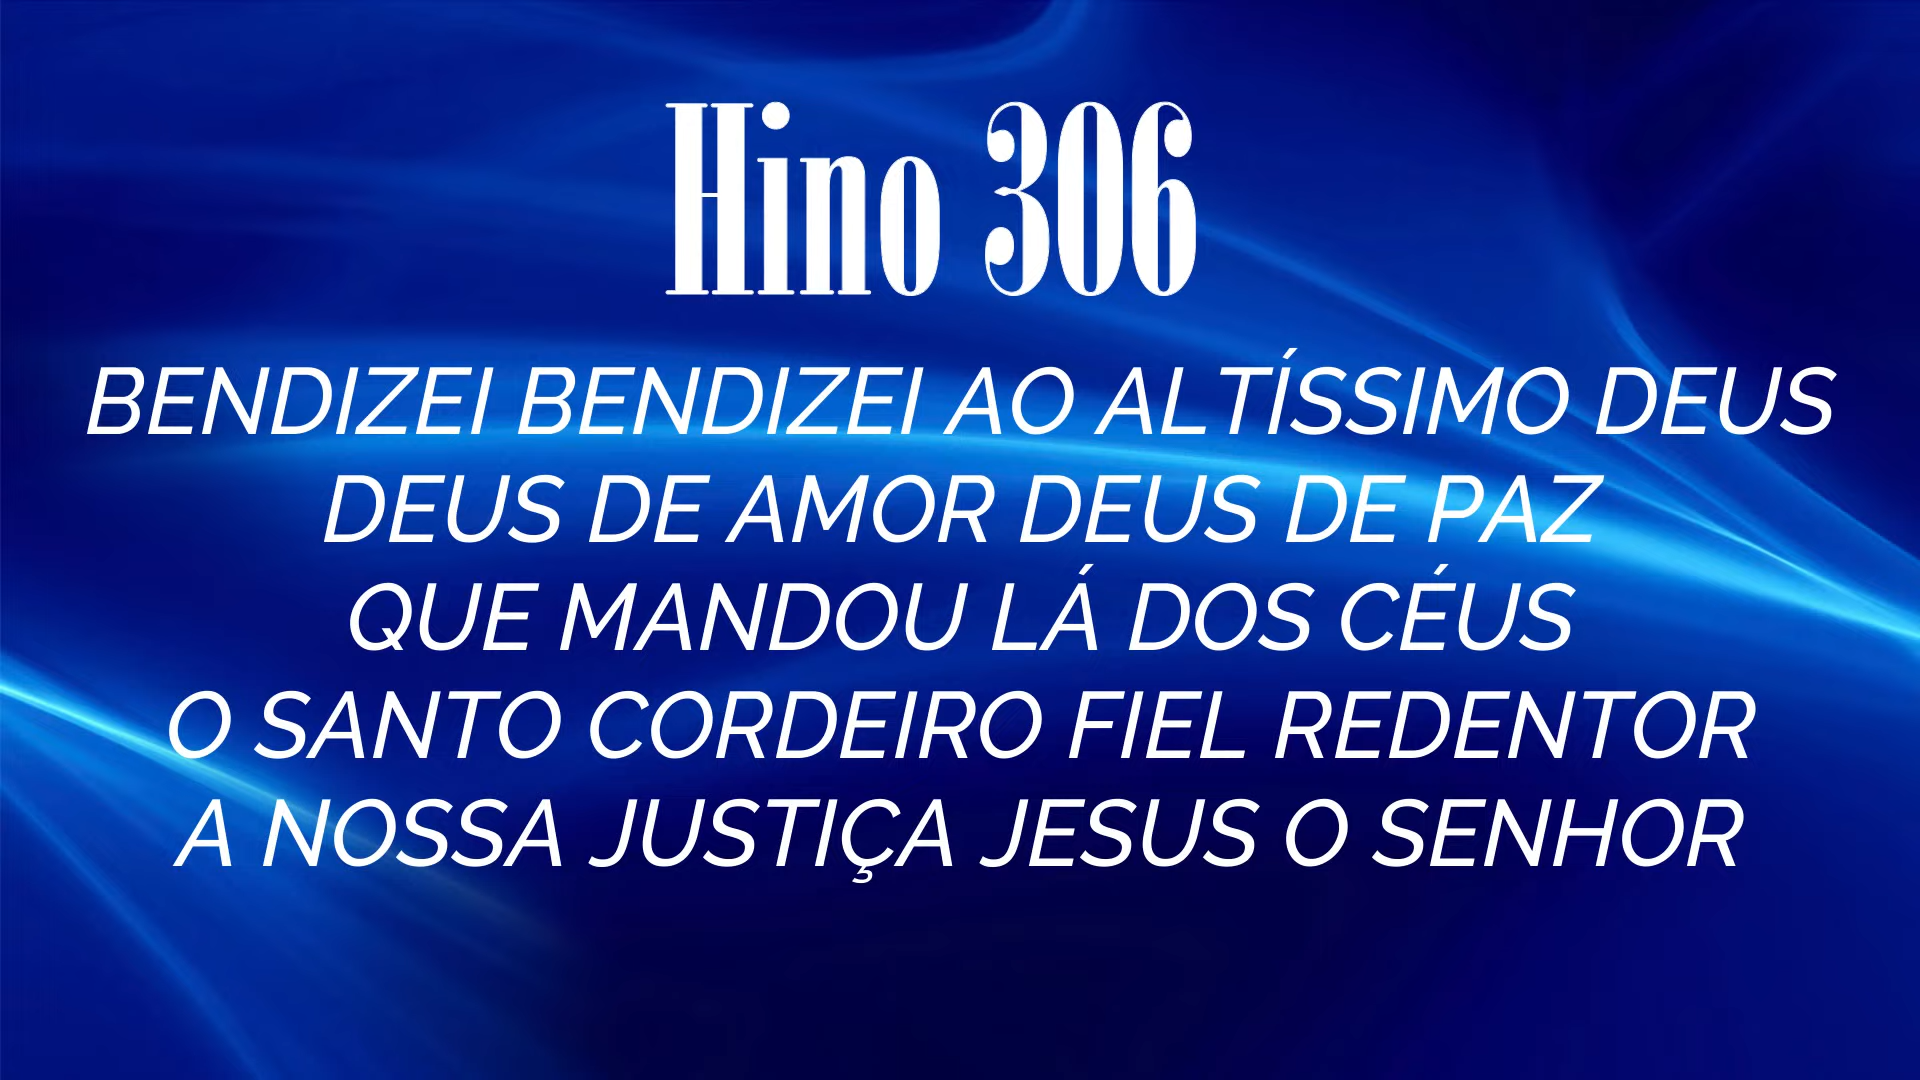 Hino 306
BENDIZEI BENDIZEI AO ALTÍSSIMO DEUS
DEUS DE AMOR DEUS DE PAZ
QUE MANDOU LÁ DOS CÉUS
O SANTO CORDEIRO FIEL REDENTOR
A NOSSA JUSTIÇA JESUS O SENHOR